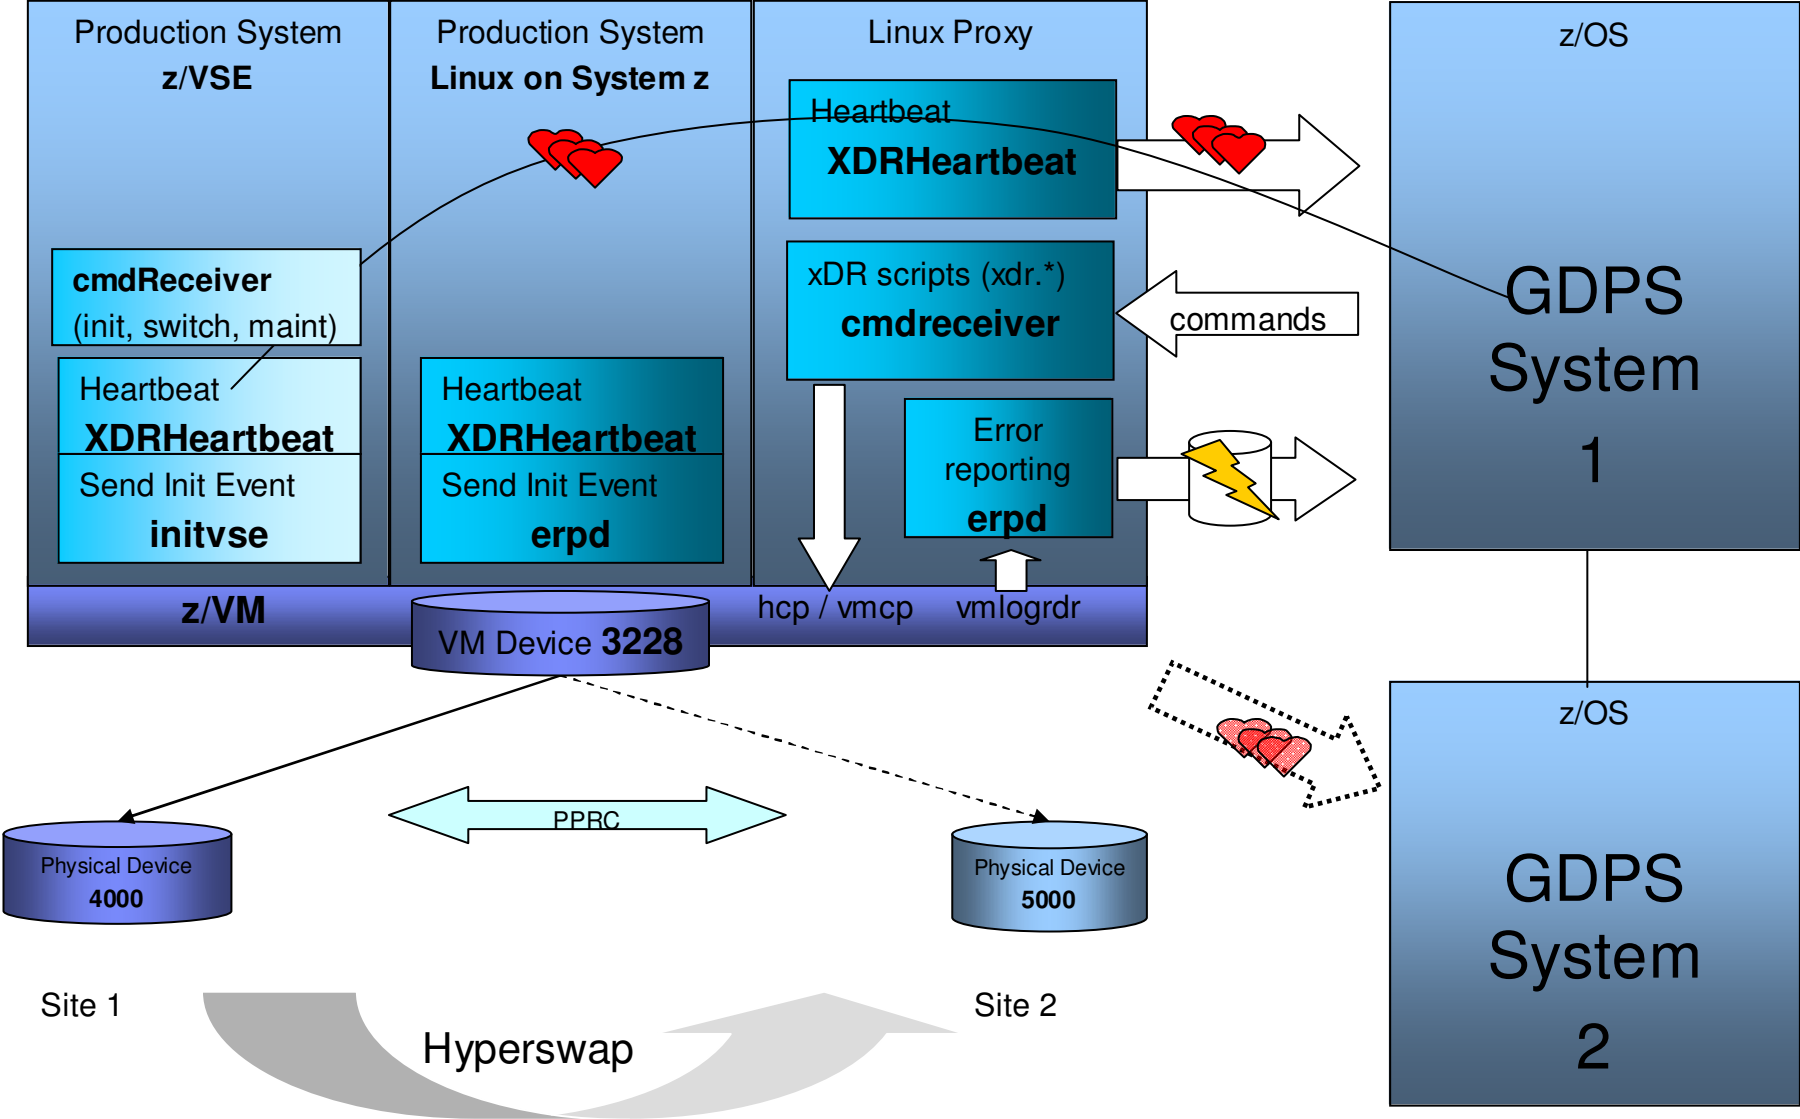 Production System
z/VSE
cmdReceiver
(init, switch, maint)
Heartbeat
XDRHeartbeat
Send Init Event
initvse
Production System
Linux on System z
Heartbeat
XDRHeartbeat
Send Init Event
erpd
Linux Proxy
Heartbeat
XDRHeartbeat
xDR scripts (xdr.*)
cmdreceiver
Error
reporting
erpd
commands
z/VM
VM Device 3228
hcp / vmcp
vmlogrdr
z/OS
GDPS
System
1
z/OS
GDPS
System
2
PPRC
Physical Device
4000
Physical Device
5000
Site 1
Hyperswap
Site 2